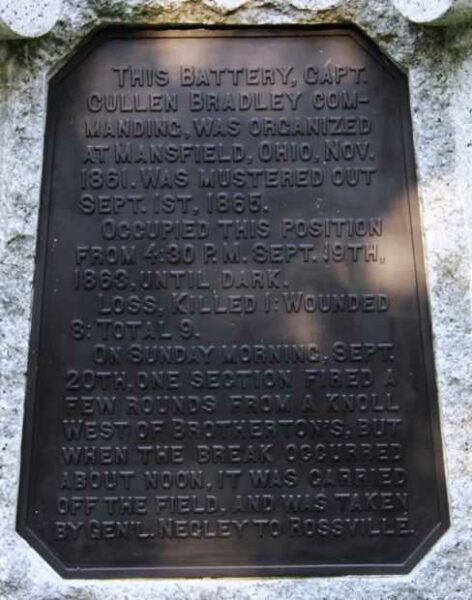 THIS BATTERY, CAPT.
CULLEN BRADLEY COM-
MANDING, WAS ORGANIZED
AT MANSFIELD, OHIO, NOV.
1861. WAS MUSTERED OUT
SEPT. 1ST, 1865.
OCCUPIED THIS POSITION
FROM 4:30 P.M. SEPT. 19TH,
1863, UNTIL DARK.
LOSS, KILLED 1: WOUNDED
8: TOTAL 9.
ON SUNDAY MORNING, SEPT.
20TH, ONE SECTION FIRED A
FEW ROUNDS FROM A KNOLL
WEST OF BROTHERTON'S, BUT
WHEN THE BREAK OCCURRED
ABOUT NOON, IT WAS CARRIED
OFF THE FIELD, AND WAS TAKEN
BY GEN'L. NEGLEY TO ROSSVILLE.